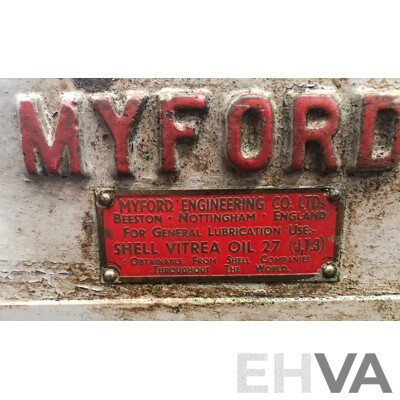 MYFORD
MYFORD ENGINEERING CO. LTD.
BEESTON · NOTTINGHAM · ENGLAND
FOR GENERAL LUBRICATION USE:-
SHELL VITREA OIL 27 (J.Y.3)
OBTAINABLE FROM SHELL COMPANIES
THROUGHOUT THE WORLD.
EHVA